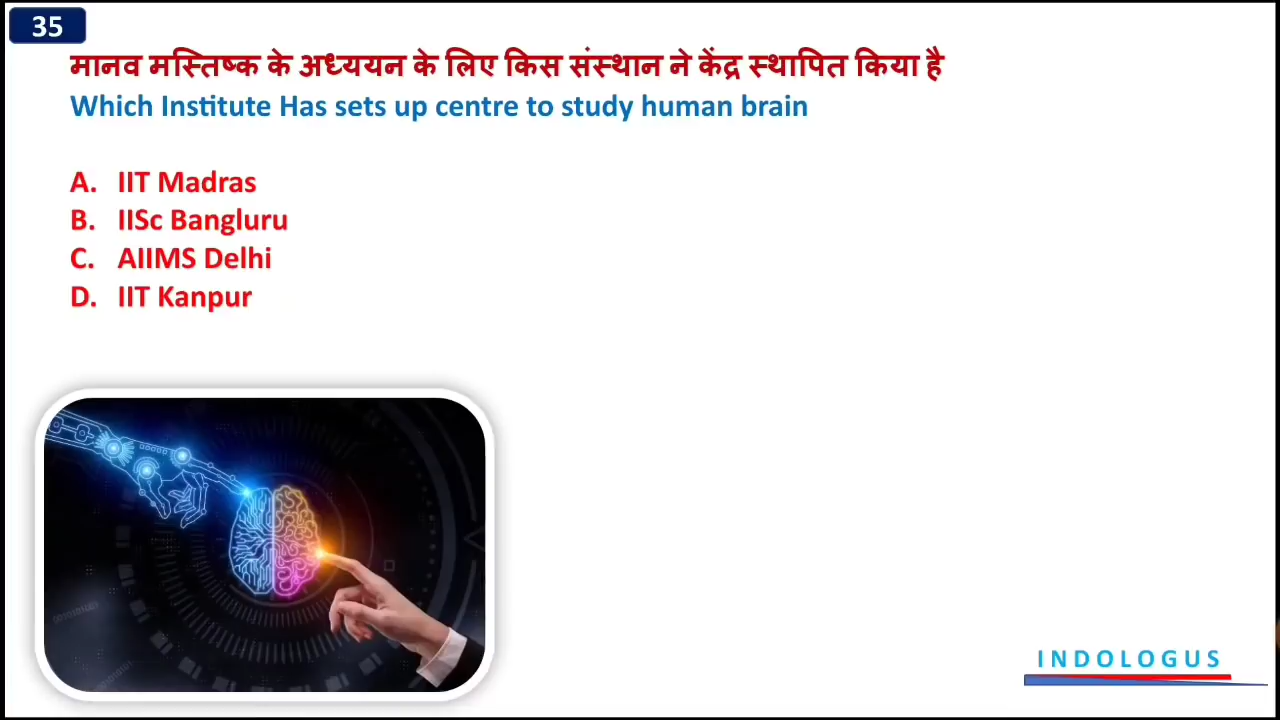 35
मानव मस्तिष्क के अध्ययन के लिए किस संस्थान ने केंद्र स्थापित किया है
Which Institute Has sets up centre to study human brain
A. IIT Madras
B. IISc Bangluru
C. AIIMS Delhi
D. IIT Kanpur
INDOLOGUS